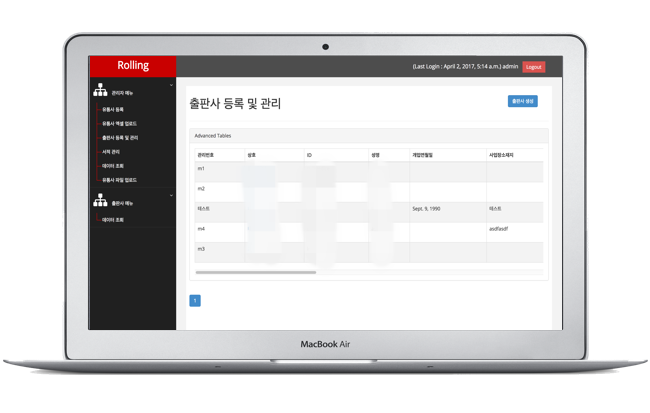 Rolling
(Last Login : April 2, 2017, 5:14 a.m.) admin
Logout
관리자 메뉴
유통사 등록
유통사 엑셀 업로드
출판사 등록 및 관리
서적 관리
데이터 조회
유통사 파일 업로드
출판사 메뉴
데이터 조회
출판사 등록 및 관리
출판사 생성
Advanced Tables
관리번호 상호 ID 성명 개업연월일 사업장소재지
m1
m2
테스트 Sept. 9, 1990 테스트
m4 asdfasdf
m3
1
MacBook Air